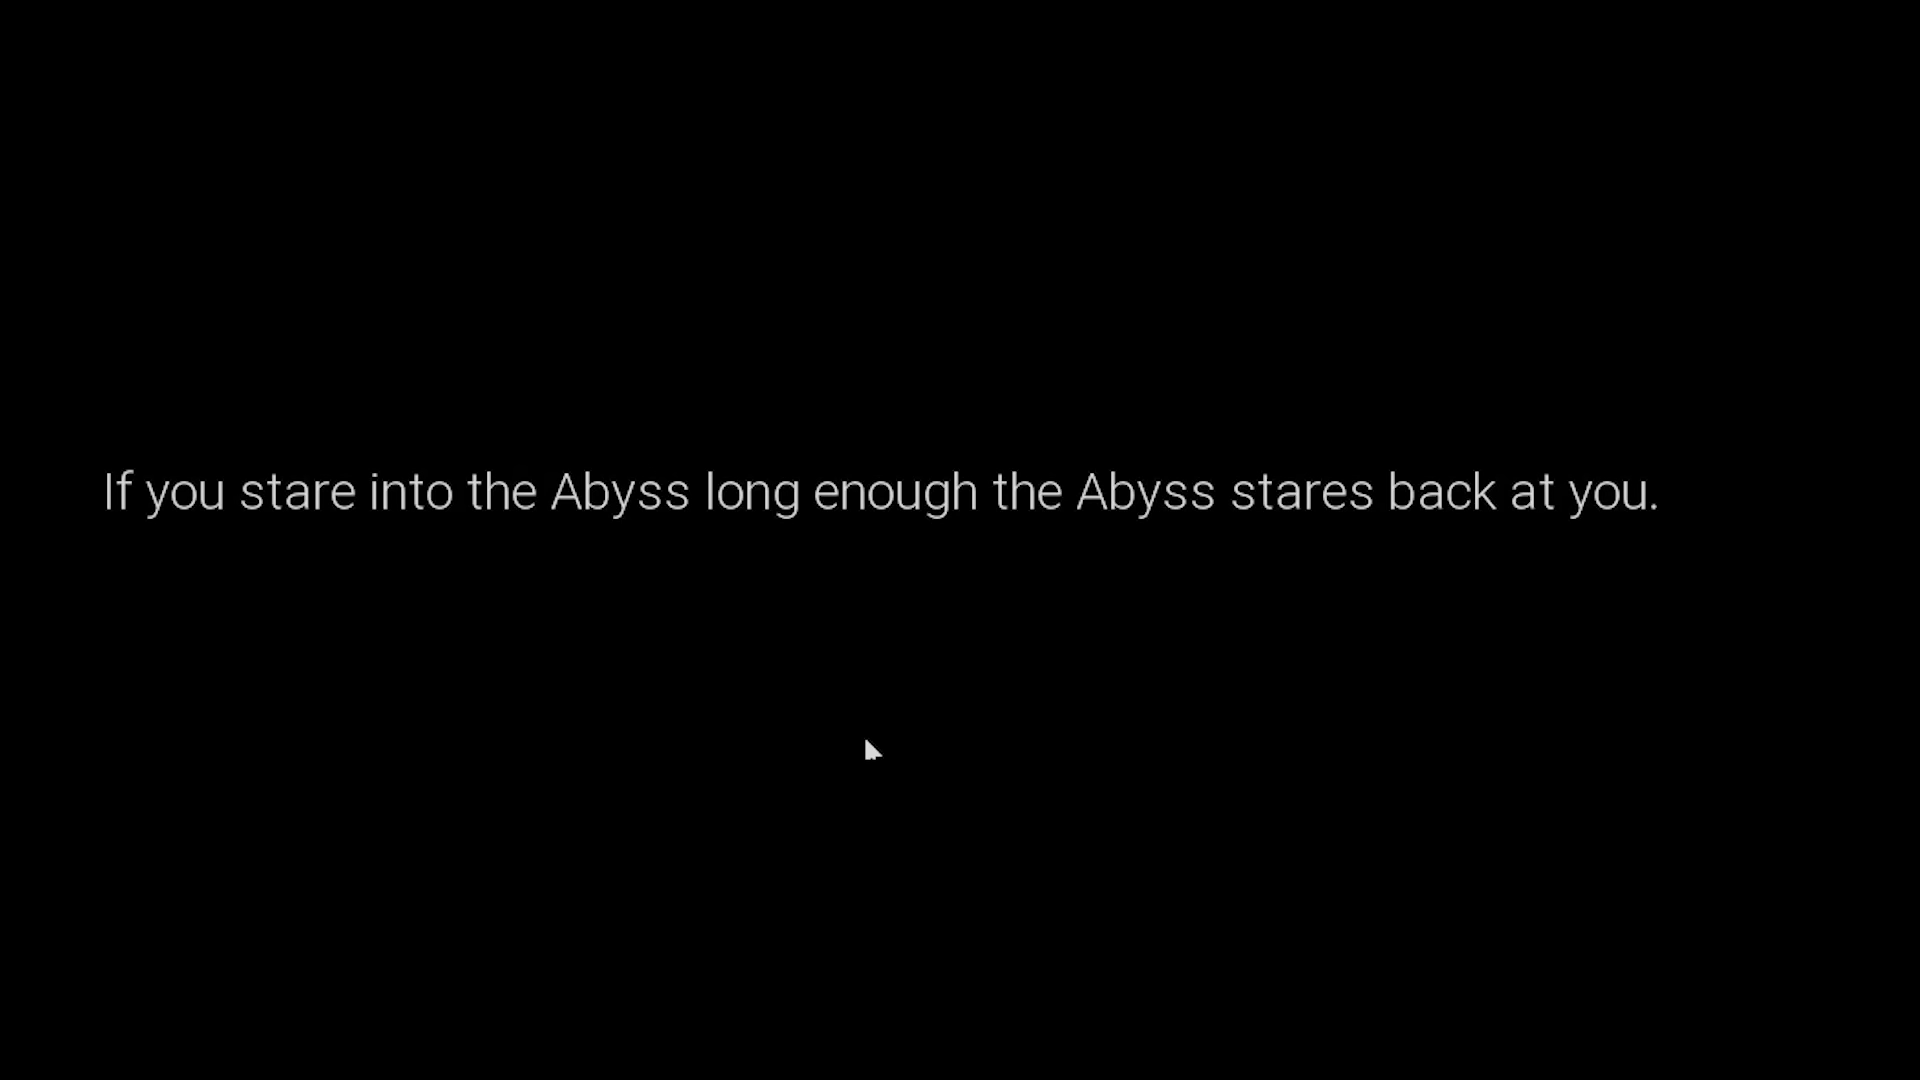 If you stare into the Abyss long enough the Abyss stares back at you.